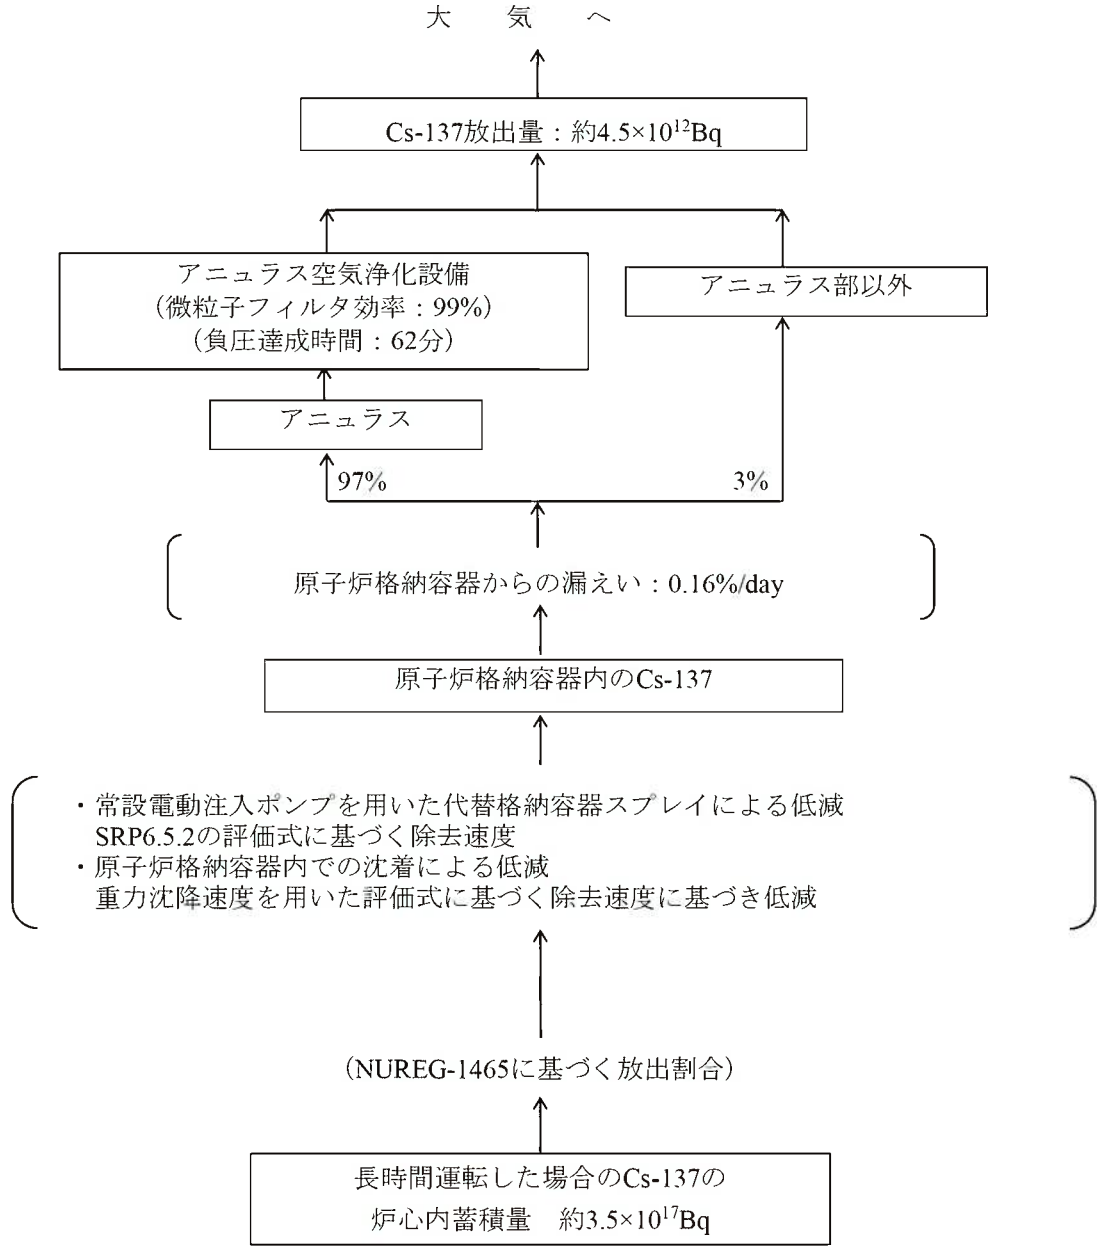 大気へ
Cs-137放出量：約4.5×10¹²Bq
アニュラス空気浄化設備
（微粒子フィルタ効率：99%）
（負圧達成時間：62分）
アニュラス部以外
アニュラス
97%
3%
原子炉格納容器からの漏えい：0.16%/day
原子炉格納容器内のCs-137
・常設電動注入ポンプを用いた代替格納容器スプレイによる低減
SRP6.5.2の評価式に基づく除去速度
・原子炉格納容器内での沈着による低減
重力沈降速度を用いた評価式に基づく除去速度に基づき低減
（NUREG-1465に基づく放出割合）
長時間運転した場合のCs-137の
炉心内蓄積量　約3.5×10¹⁷Bq